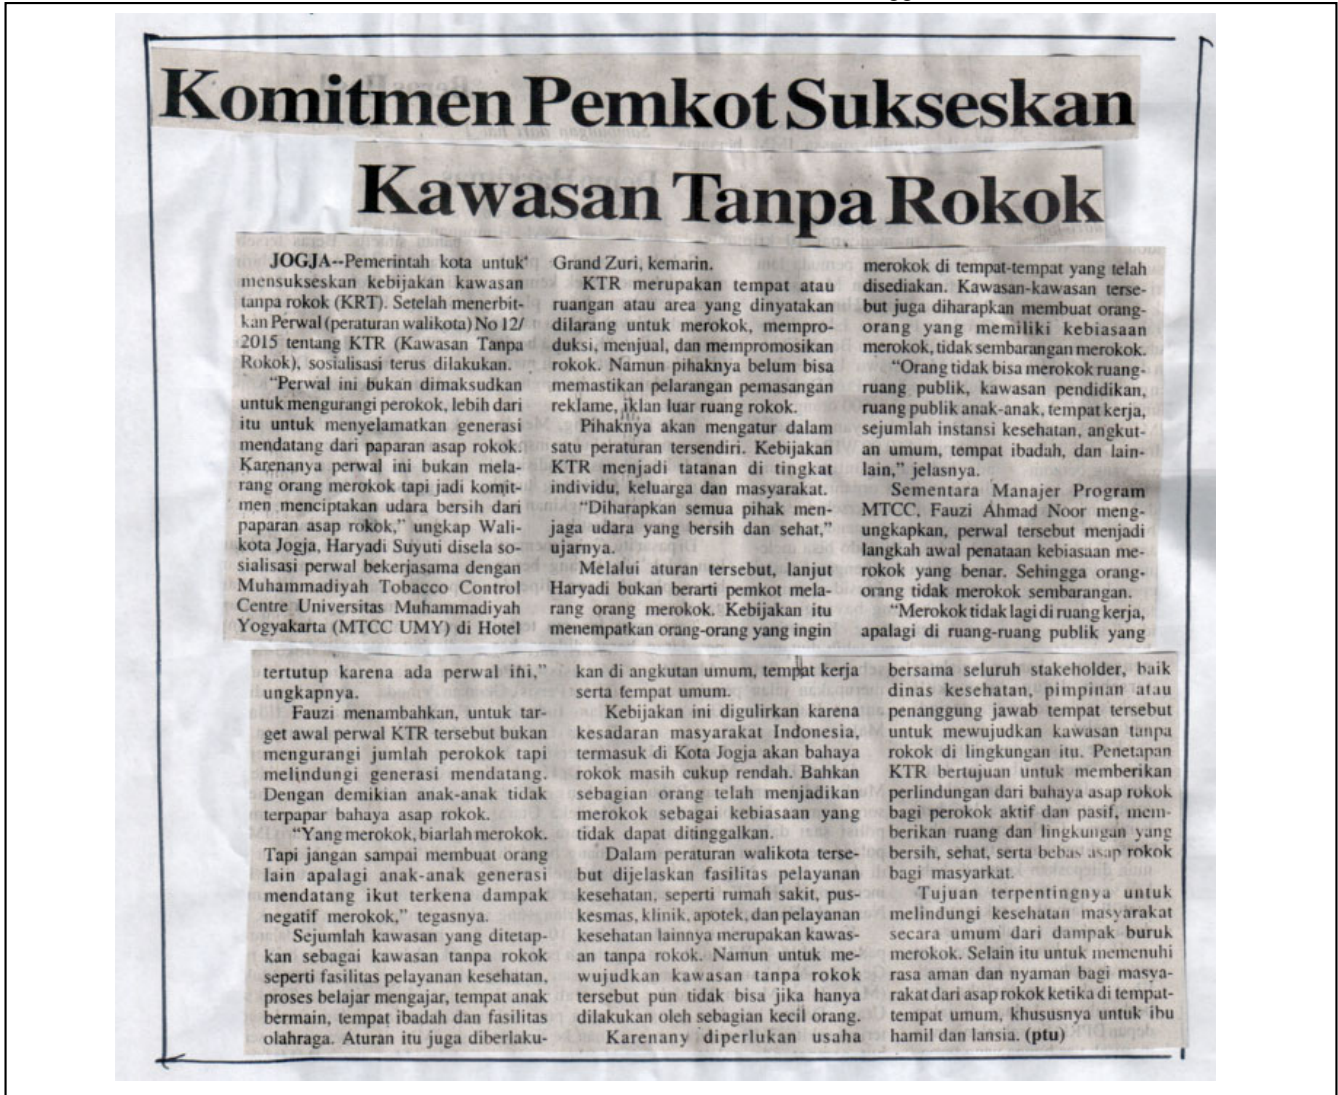 Komitmen Pemkot Sukseskan
Kawasan Tanpa Rokok
JOGJA--Pemerintah kota untuk
mensukseskan kebijakan kawasan
tanpa rokok (KRT). Setelah menerbit-
kan Perwal (peraturan walikota) No 12/
2015 tentang KTR (Kawasan Tanpa
Rokok), sosialisasi terus dilakukan.
"Perwal ini bukan dimaksudkan
untuk mengurangi perokok, lebih dari
itu untuk menyelamatkan generasi
mendatang dari paparan asap rokok.
Karenanya perwal ini bukan mela-
rang orang merokok tapi jadi komit-
men menciptakan udara bersih dari
paparan asap rokok," ungkap Wali-
kota Jogja, Haryadi Suyuti disela so-
sialisasi perwal bekerjasama dengan
Muhammadiyah Tobacco Control
Centre Universitas Muhammadiyah
Yogyakarta (MTCC UMY) di Hotel
Grand Zuri, kemarin.
KTR merupakan tempat atau
ruangan atau area yang dinyatakan
dilarang untuk merokok, mempro-
duksi, menjual, dan mempromosikan
rokok. Namun pihaknya belum bisa
memastikan pelarangan pemasangan
reklame, iklan luar ruang rokok.
Pihaknya akan mengatur dalam
satu peraturan tersendiri. Kebijakan
KTR menjadi tatanan di tingkat
individu, keluarga dan masyarakat.
"Diharapkan semua pihak men-
jaga udara yang bersih dan sehat,"
ujarnya.
Melalui aturan tersebut, lanjut
Haryadi bukan berarti pemkot mela-
rang orang merokok. Kebijakan itu
menempatkan orang-orang yang ingin
merokok di tempat-tempat yang telah
disediakan. Kawasan-kawasan terse-
but juga diharapkan membuat orang-
orang yang memiliki kebiasaan
merokok, tidak sembarangan merokok.
"Orang tidak bisa merokok ruang-
ruang publik, kawasan pendidikan,
ruang publik anak-anak, tempat kerja,
sejumlah instansi kesehatan, angkut-
an umum, tempat ibadah, dan lain-
lain," jelasnya.
Sementara Manajer Program
MTCC, Fauzi Ahmad Noor meng-
ungkapkan, perwal tersebut menjadi
langkah awal penataan kebiasaan me-
rokok yang benar. Sehingga orang-
orang tidak merokok sembarangan.
"Merokok tidak lagi di ruang kerja,
apalagi di ruang-ruang publik yang
tertutup karena ada perwal ini,"
ungkapnya.
Fauzi menambahkan, untuk tar-
get awal perwal KTR tersebut bukan
mengurangi jumlah perokok tapi
melindungi generasi mendatang.
Dengan demikian anak-anak tidak
terpapar bahaya asap rokok.
"Yang merokok, biarlah merokok.
Tapi jangan sampai membuat orang
lain apalagi anak-anak generasi
mendatang ikut terkena dampak
negatif merokok," tegasnya.
Sejumlah kawasan yang ditetap-
kan sebagai kawasan tanpa rokok
seperti fasilitas pelayanan kesehatan,
proses belajar mengajar, tempat anak
bermain, tempat ibadah dan fasilitas
olahraga. Aturan itu juga diberlaku-
kan di angkutan umum, tempat kerja
serta tempat umum.
Kebijakan ini digulirkan karena
kesadaran masyarakat Indonesia,
termasuk di Kota Jogja akan bahaya
rokok masih cukup rendah. Bahkan
sebagian orang telah menjadikan
merokok sebagai kebiasaan yang
tidak dapat ditinggalkan.
Dalam peraturan walikota terse-
but dijelaskan fasilitas pelayanan
kesehatan, seperti rumah sakit, pus-
kesmas, klinik, apotek, dan pelayanan
kesehatan lainnya merupakan kawas-
an tanpa rokok. Namun untuk me-
wujudkan kawasan tanpa rokok
tersebut pun tidak bisa jika hanya
dilakukan oleh sebagian kecil orang.
Karenany diperlukan usaha
bersama seluruh stakeholder, baik
dinas kesehatan, pimpinan atau
penanggung jawab tempat tersebut
untuk mewujudkan kawasan tanpa
rokok di lingkungan itu. Penetapan
KTR bertujuan untuk memberikan
perlindungan dari bahaya asap rokok
bagi perokok aktif dan pasif, mem-
berikan ruang dan lingkungan yang
bersih, sehat, serta bebas asap rokok
bagi masyarkat.
Tujuan terpentingnya untuk
melindungi kesehatan masyarakat
secara umum dari dampak buruk
merokok. Selain itu untuk memenuhi
rasa aman dan nyaman bagi masya-
rakat dari asap rokok ketika di tempat-
tempat umum, khususnya untuk ibu
hamil dan lansia. (ptu)